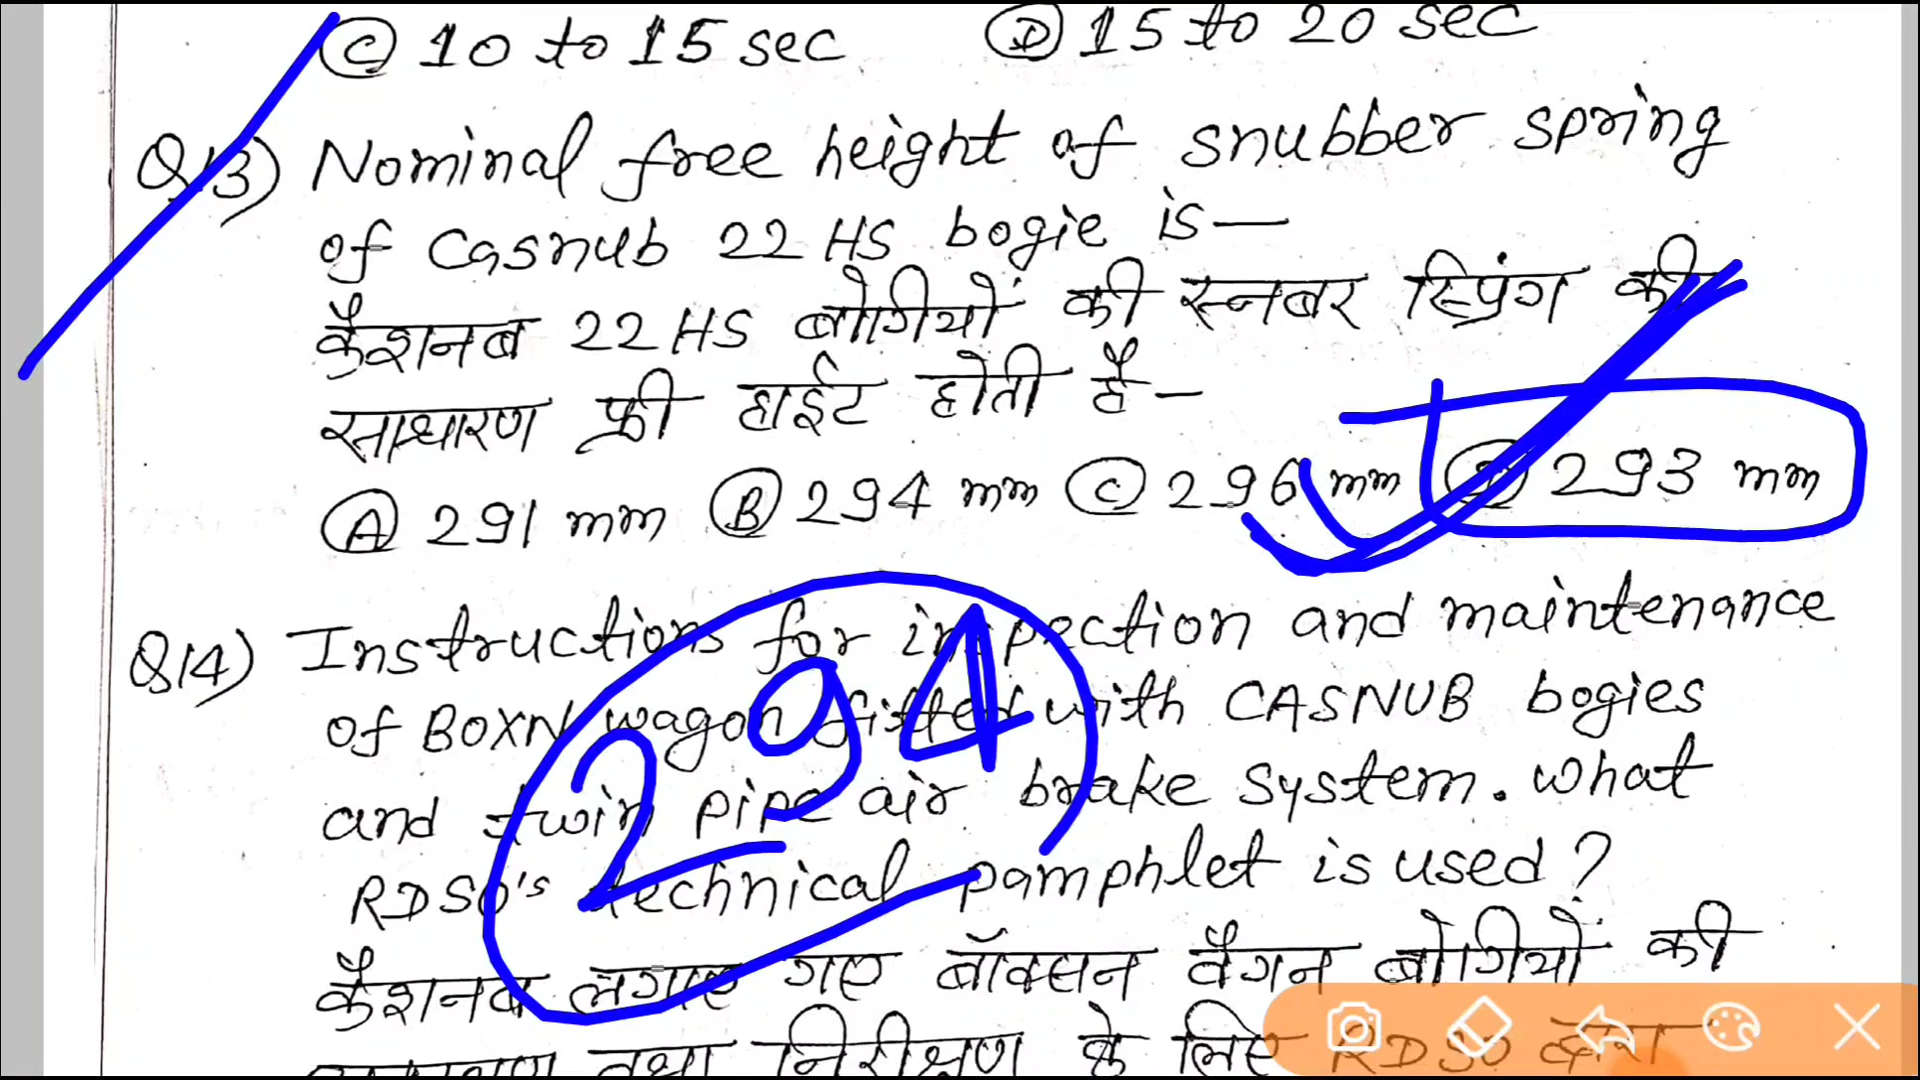 Ⓒ 10 to 15 sec Ⓓ 15 to 20 sec
Q13) Nominal free height of snubber spring
of Casnub 22 HS bogie is—
कैशनब 22 HS बोगीयों की स्नबर स्प्रिंग की
साधारण फ्री हाईट होती है–
Ⓐ 291 mm Ⓑ 294 mm Ⓒ 296 mm Ⓓ 293 mm
Q14) Instructions for inspection and maintenance
of BOXN wagon fitted with CASNUB bogies
and twin pipe air brake system. What
RDSO's technical pamphlet is used?
294
कैशनब लगाए गए बॉक्सन वैगन बोगियों की
तथा निरीक्षण के लिए RDSO द्वारा